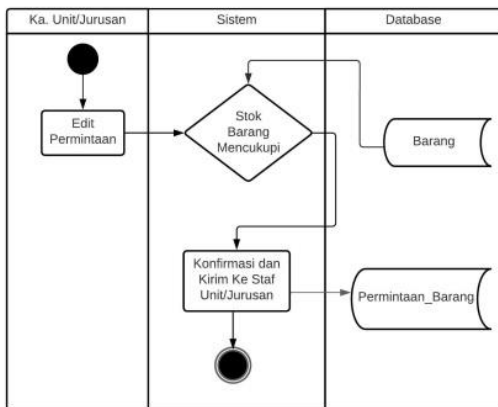 Ka. Unit/Jurusan
Sistem
Database
Edit
Permintaan
Stok
Barang
Mencukupi
Barang
Konfirmasi dan
Kirim Ke Staf
Unit/Jurusan
Permintaan_Barang